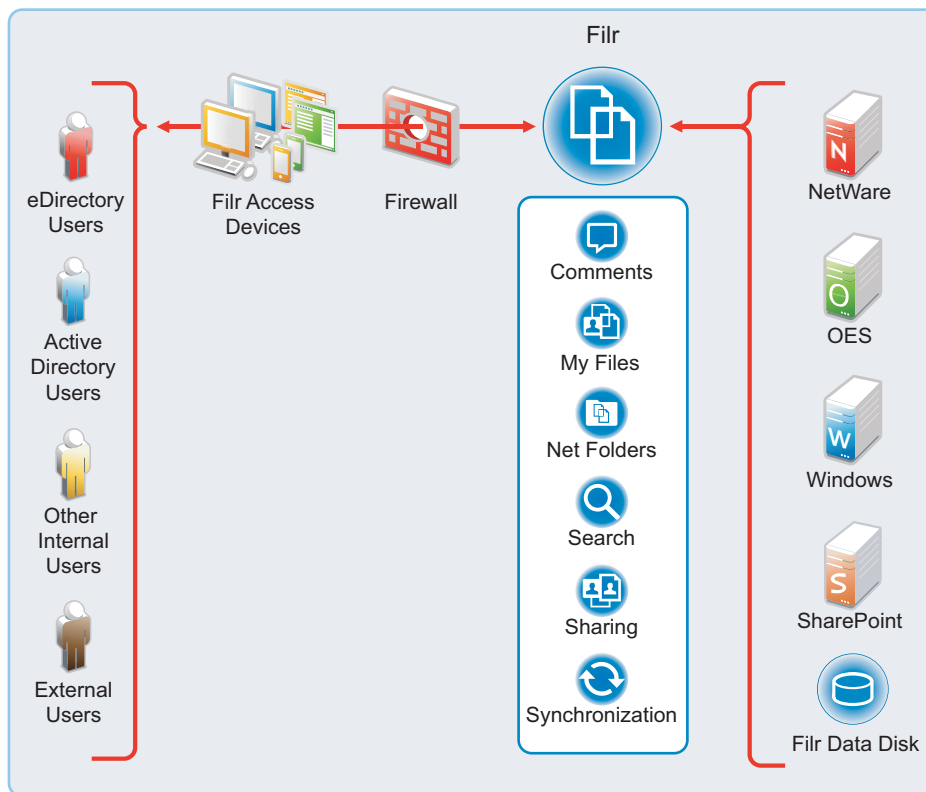 Filr
eDirectory
Users
Active
Directory
Users
Other
Internal
Users
External
Users
Filr Access
Devices
Firewall
Comments
My Files
Net Folders
Search
Sharing
Synchronization
N
NetWare
O
OES
W
Windows
S
SharePoint
Filr Data Disk